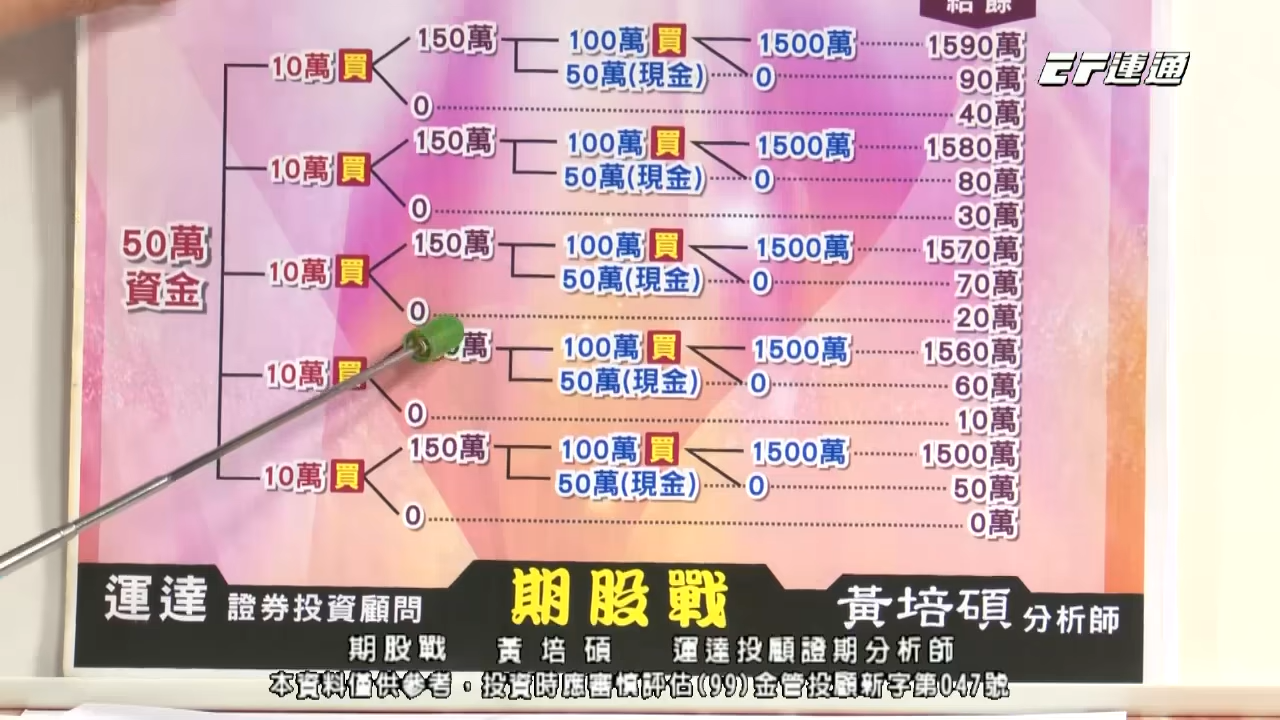 結餘
EF運通
10萬 買 150萬 100萬 買 1500萬 1590萬
50萬(現金) 0 90萬
0 40萬
10萬 買 150萬 100萬 買 1500萬 1580萬
50萬(現金) 0 80萬
0 30萬
50萬
資金
10萬 買 150萬 100萬 買 1500萬 1570萬
50萬(現金) 0 70萬
0 20萬
10萬 買 萬 100萬 買 1500萬 1560萬
50萬(現金) 0 60萬
0 10萬
10萬 買 150萬 100萬 買 1500萬 1500萬
50萬(現金) 0 50萬
0 0萬
運達 證券投資顧問 期股戰 黃培碩 分析師
期股戰 黃培碩 運達投顧證期分析師
本資料僅供參考，投資時應審慎評估(99)金管投顧新字第047號